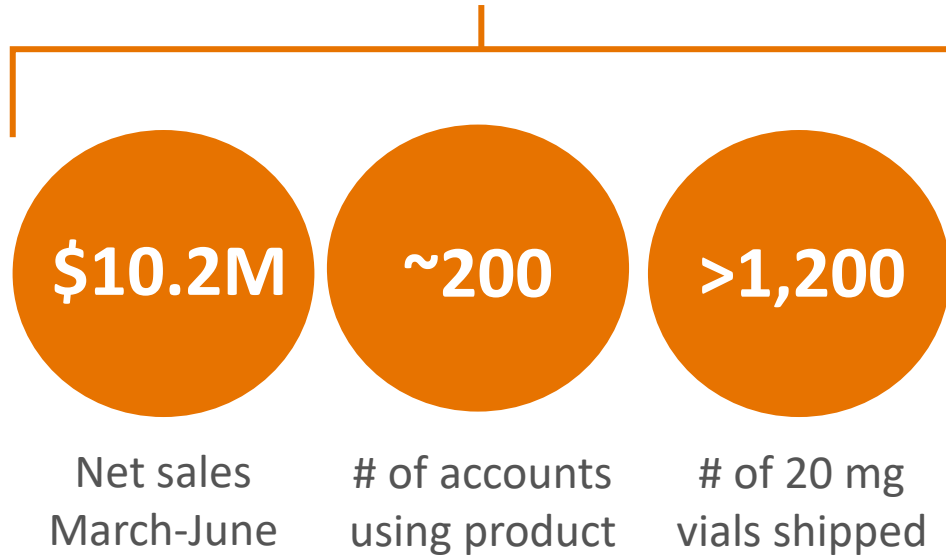 $10.2M
~200
>1,200
Net sales
March-June
# of accounts
using product
# of 20 mg
vials shipped